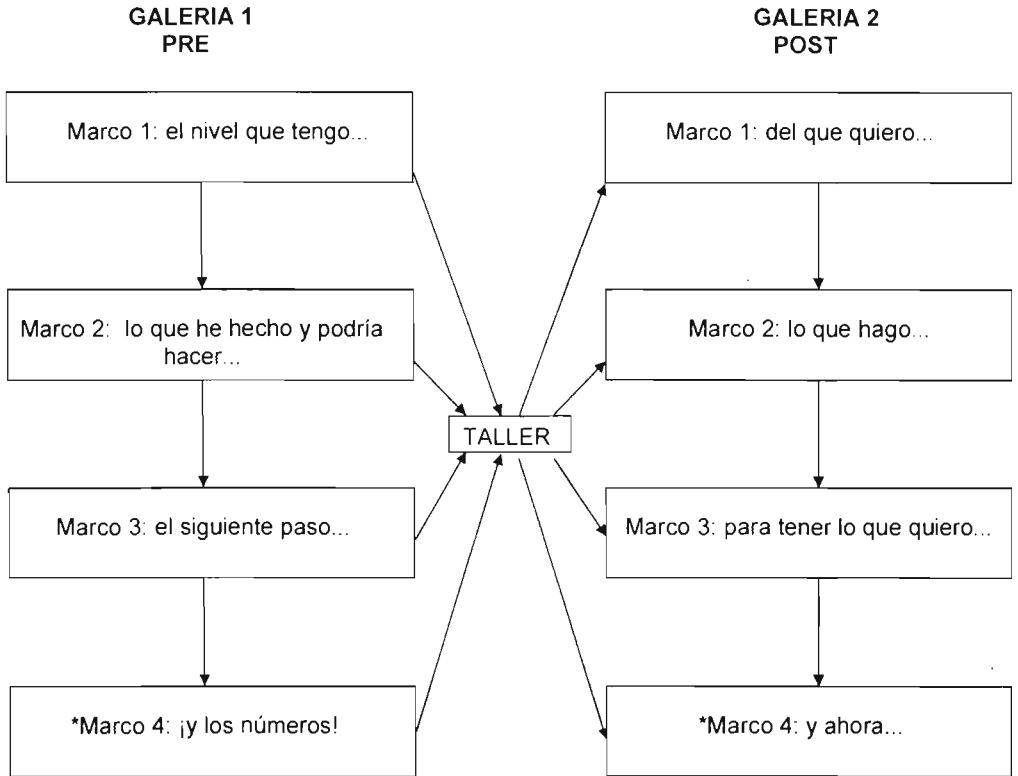 GALERIA 1
PRE
GALERIA 2
POST
Marco 1: el nivel que tengo...
Marco 1: del que quiero...
Marco 2: lo que he hecho y podría
hacer...
Marco 2: lo que hago...
TALLER
Marco 3: el siguiente paso...
Marco 3: para tener lo que quiero...
*Marco 4: ¡y los números!
*Marco 4: y ahora...